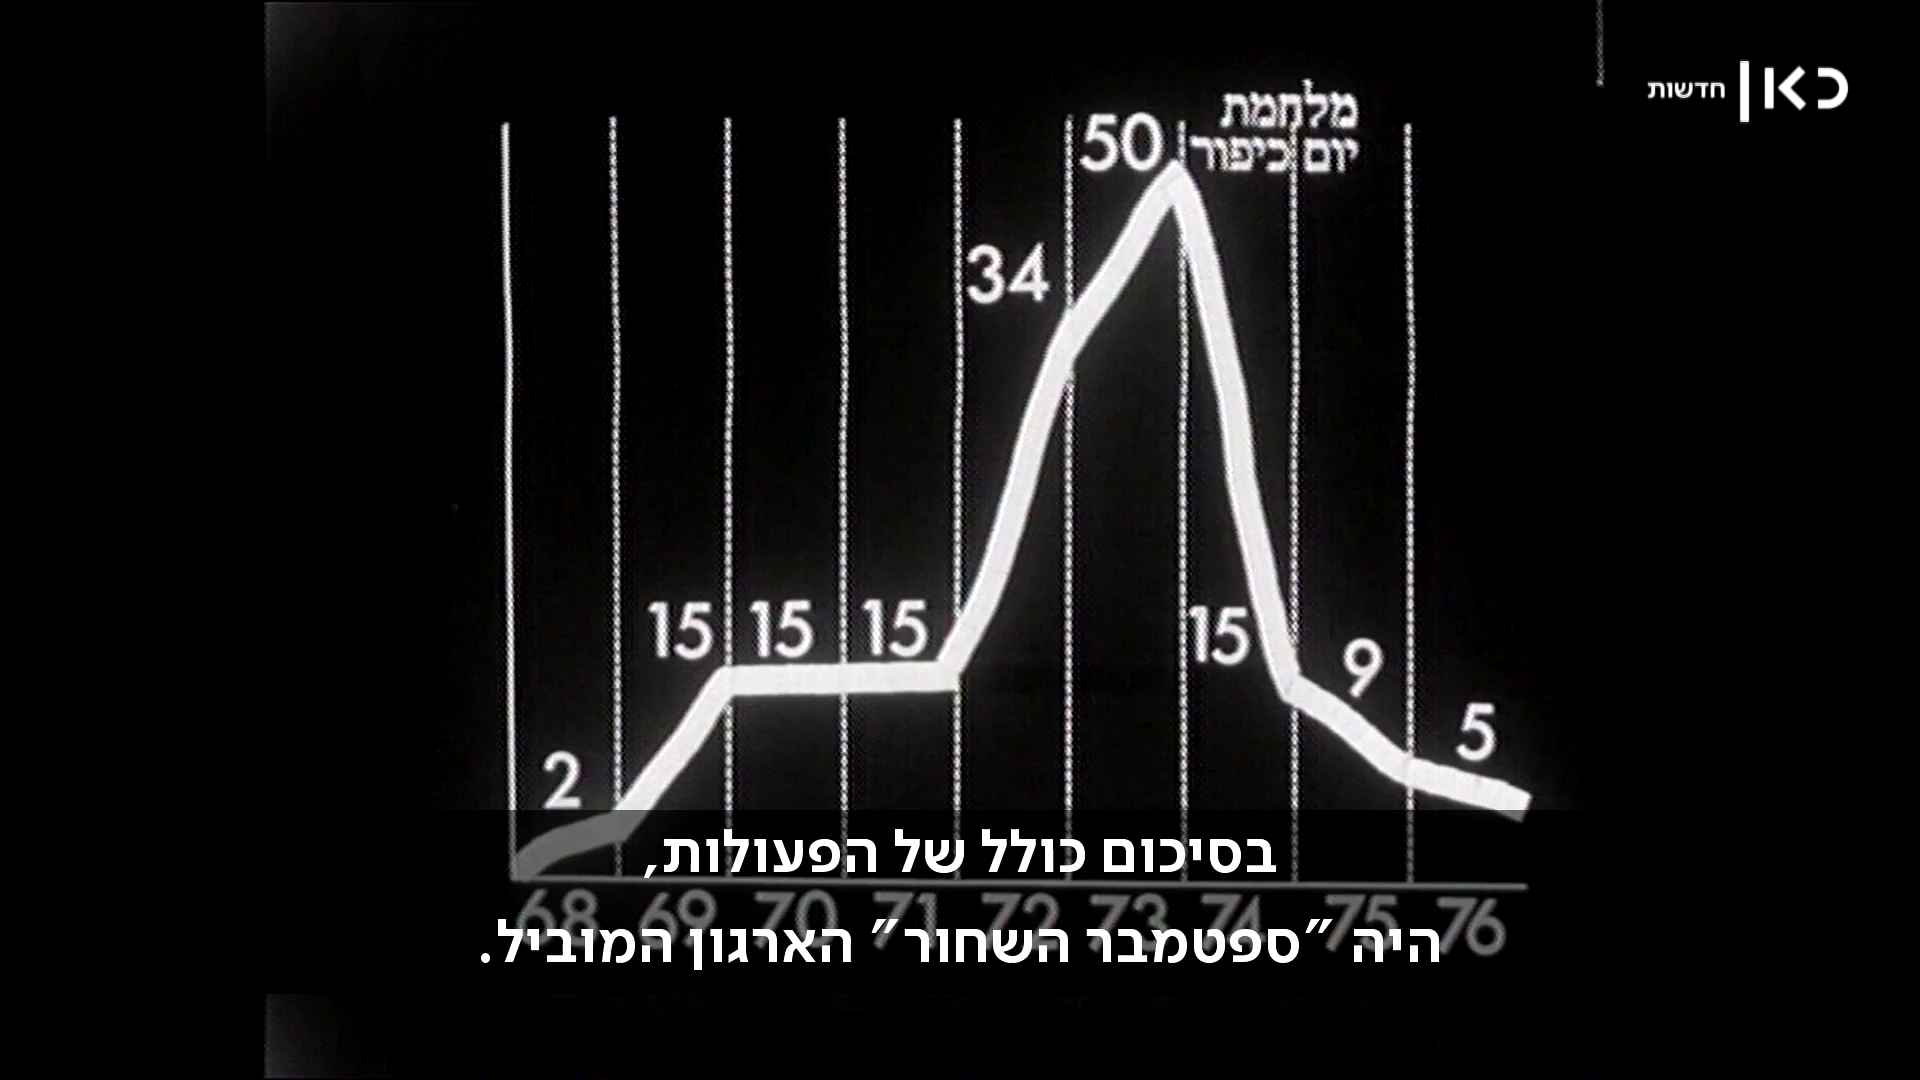 כאן | חדשות
מלחמת
יום כיפור
50
34
15 15 15
15
9
5
2
68 69 70 71 72 73 74 75 76
בסיכום כולל של הפעולות,
היה "ספטמבר השחור" הארגון המוביל.